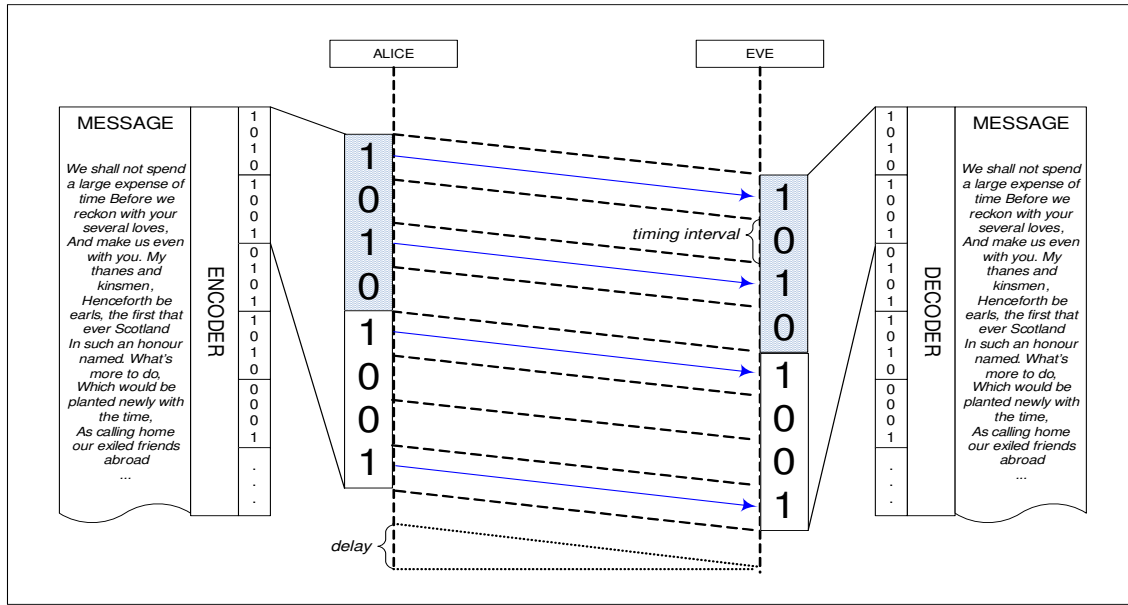 ALICE
EVE
MESSAGE
We shall not spend
a large expense of
time Before we
reckon with your
several loves,
And make us even
with you. My
thanes and
kinsmen,
Henceforth be
earls, the first that
ever Scotland
In such an honour
named. What's
more to do,
Which would be
planted newly with
the time,
As calling home
our exiled friends
abroad
...
ENCODER
1
0
1
0
1
0
0
1
0
1
0
1
1
0
1
0
0
0
0
1
.
.
.
1
0
1
0
1
0
0
1
timing interval
delay
1
0
1
0
1
0
0
1
1
0
1
0
1
0
0
1
0
1
0
1
1
0
1
0
0
0
0
1
.
.
.
DECODER
MESSAGE
We shall not spend
a large expense of
time Before we
reckon with your
several loves,
And make us even
with you. My
thanes and
kinsmen,
Henceforth be
earls, the first that
ever Scotland
In such an honour
named. What's
more to do,
Which would be
planted newly with
the time,
As calling home
our exiled friends
abroad
...